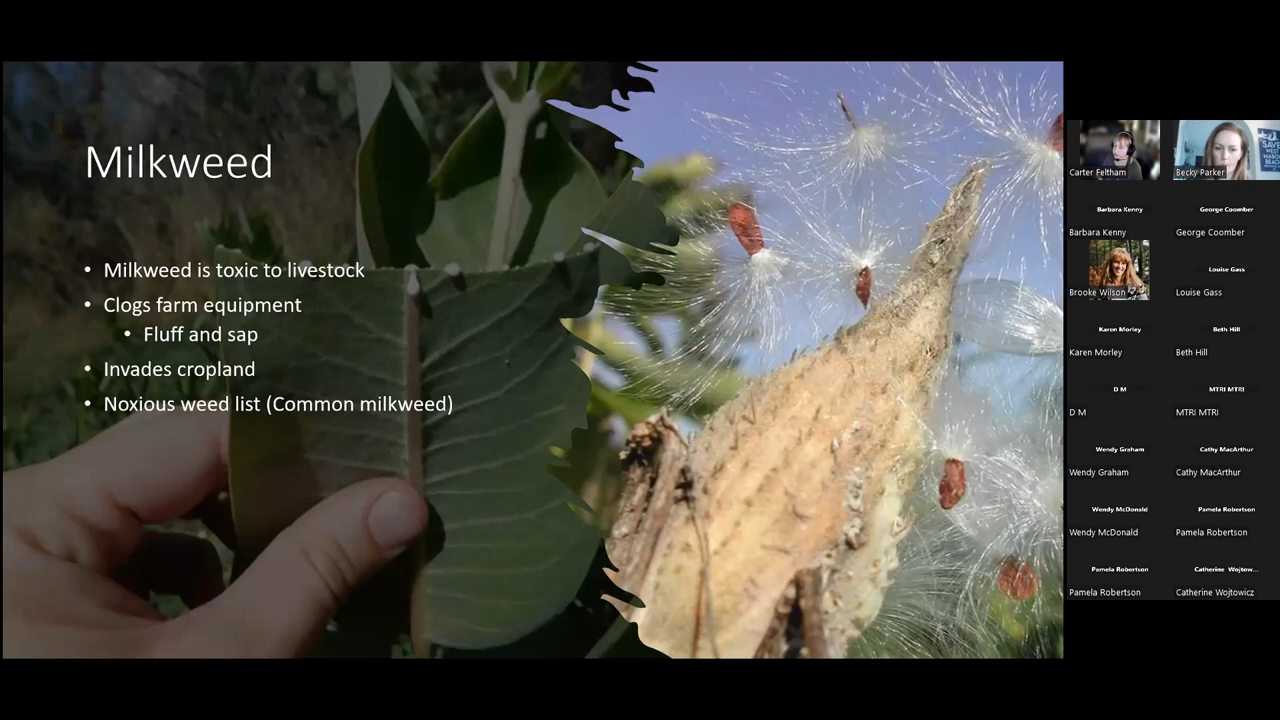 Milkweed
• Milkweed is toxic to livestock
• Clogs farm equipment
• Fluff and sap
• Invades cropland
• Noxious weed list (Common milkweed)
Carter Feltham
Becky Parker
SAVE
WEST
BEACH
Barbara Kenny
George Coomber
Barbara Kenny
George Coomber
Louise Gass
Brooke Wilson
Louise Gass
Karen Morley
Beth Hill
Karen Morley
Beth Hill
D M
MTRI MTRI
D M
MTRI MTRI
Wendy Graham
Cathy MacArthur
Wendy Graham
Cathy MacArthur
Wendy McDonald
Pamela Robertson
Wendy McDonald
Pamela Robertson
Pamela Robertson
Catherine Wojtow...
Pamela Robertson
Catherine Wojtowicz